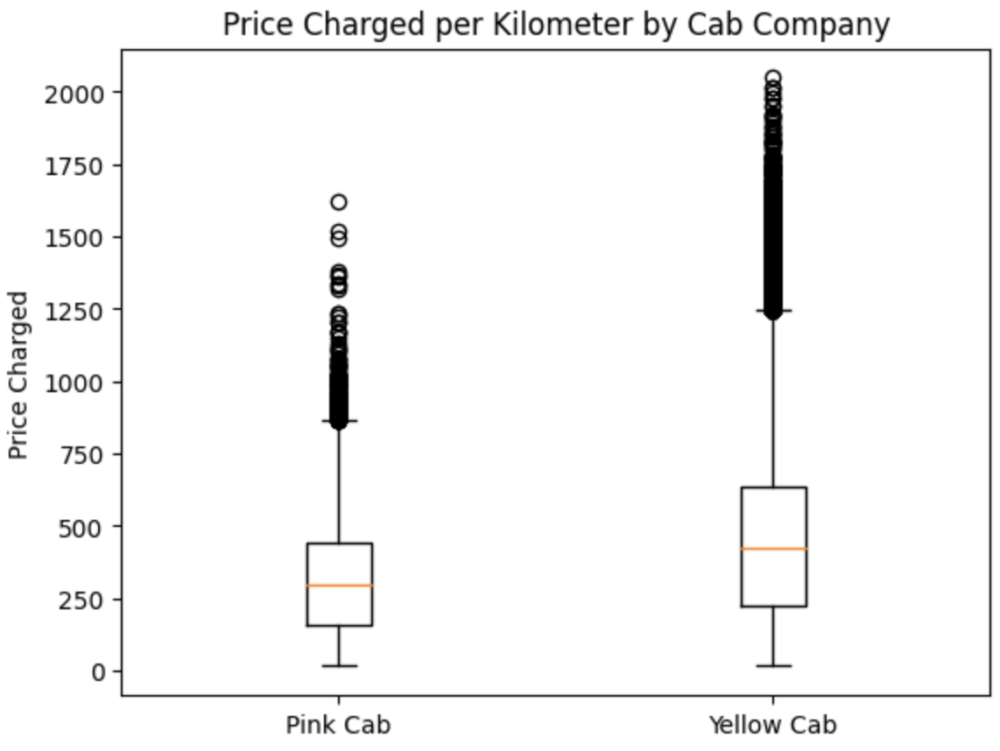 Price Charged per Kilometer by Cab Company
Price Charged
2000
1750
1500
1250
1000
750
500
250
0
Pink Cab
Yellow Cab